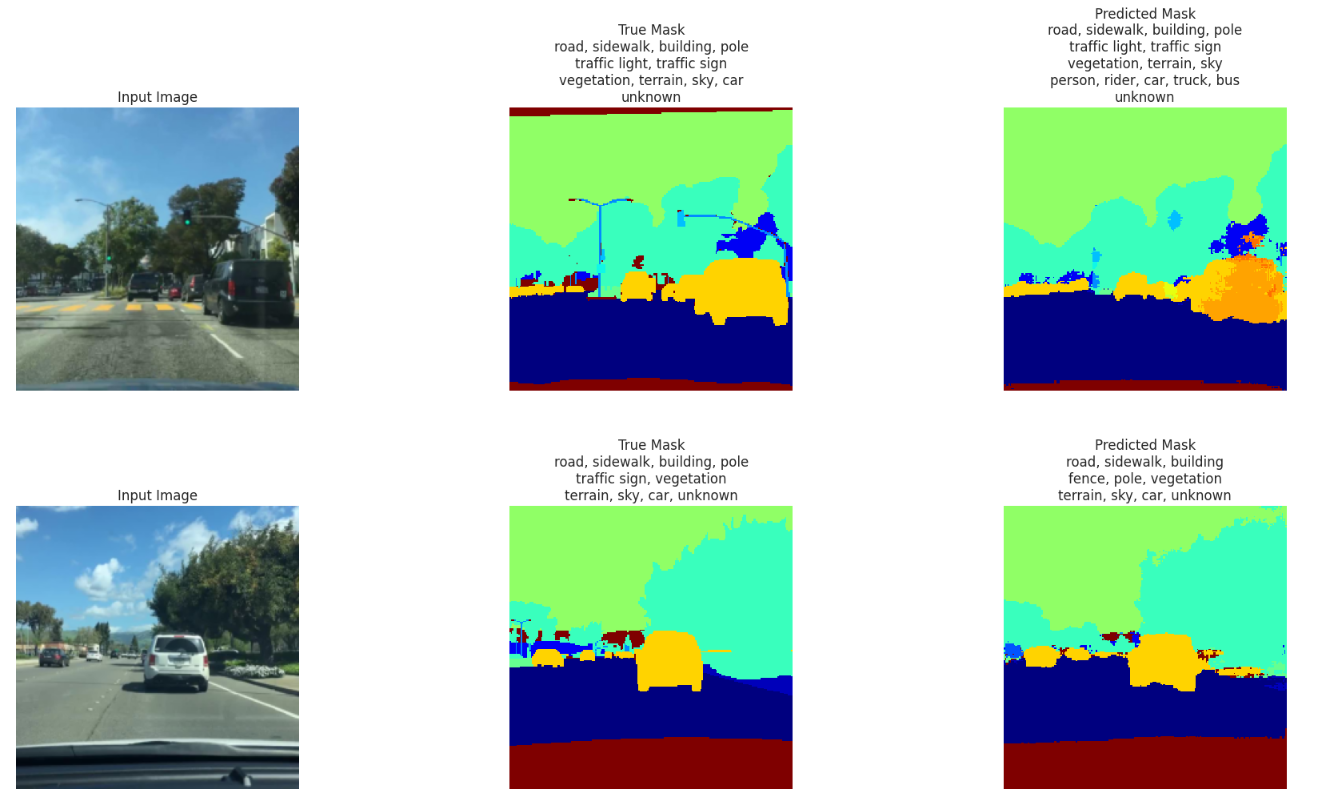 Input Image
True Mask
road, sidewalk, building, pole
traffic light, traffic sign
vegetation, terrain, sky, car
unknown
Predicted Mask
road, sidewalk, building, pole
traffic light, traffic sign
vegetation, terrain, sky
person, rider, car, truck, bus
unknown
Input Image
True Mask
road, sidewalk, building, pole
traffic sign, vegetation
terrain, sky, car, unknown
Predicted Mask
road, sidewalk, building
fence, pole, vegetation
terrain, sky, car, unknown